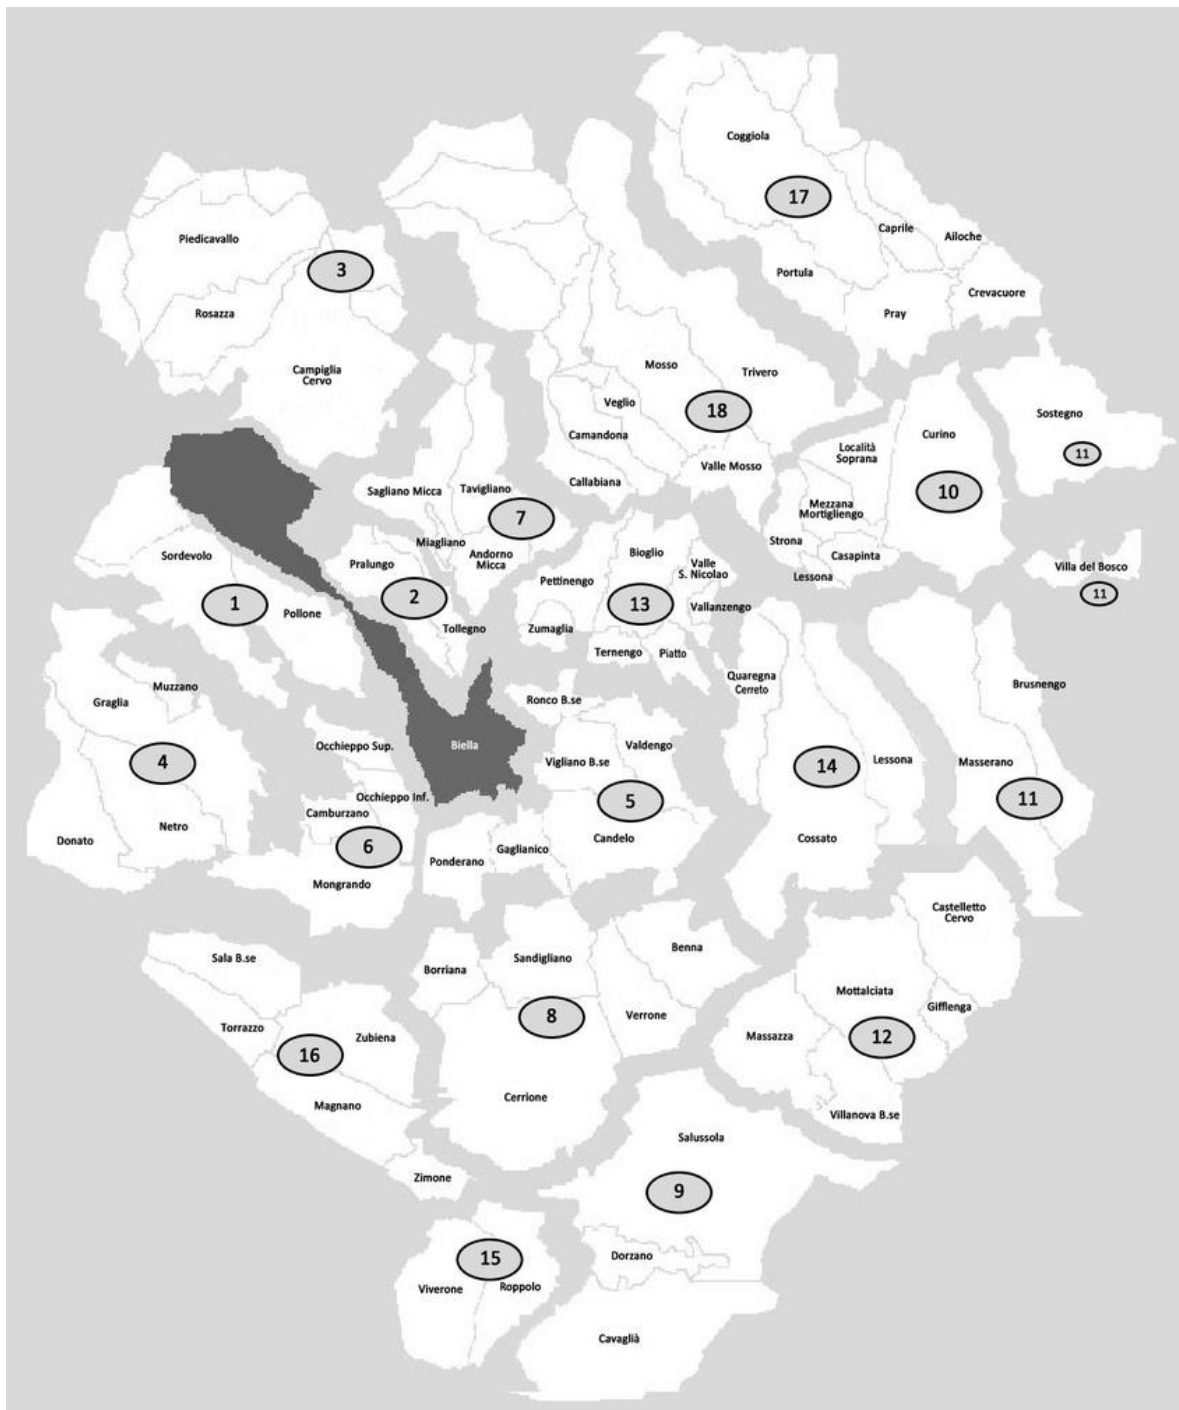 Coggiola
17
Caprile
Ailoche
Portula
Crevacuore
Pray
Piedicavallo
3
Rosazza
Campiglia
Cervo
Mosso
Trivero
Veglio
18
Camandona
Valle Mosso
Callabiana
Sostegno
11
Curino
10
Località
Soprana
Mezzana
Mortigliengo
Strona
Casapinta
Lessona
Villa del Bosco
11
Sagliano Micca
Tavigliano
7
Miagliano
Andorno
Micca
Pralungo
2
Tollegno
Sordevolo
1
Pollone
Bioglio
Valle
S. Nicolao
Pettinengo
13
Vallanzengo
Zumaglia
Ternengo
Piatto
Quaregna
Cerreto
Brusnengo
Muzzano
Graglia
4
Netro
Donato
Ronco B.se
Biella
Occhieppo Sup.
Valdengo
Vigliano B.se
5
Candelo
Occhieppo Inf.
Camburzano
6
Mongrando
Ponderano
Gaglianico
14
Lessona
Cossato
Masserano
11
Castelletto
Cervo
Sala B.se
Torrazzo
16
Zubiena
Magnano
Zimone
Borriana
Sandigliano
Benna
8
Verrone
Cerrione
Mottalciata
Gifflenga
12
Massazza
Villanova B.se
Salussola
9
Dorzano
Cavaglià
15
Viverone
Roppolo